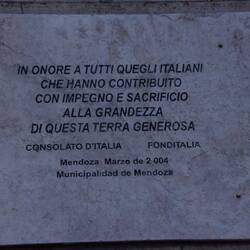 IN ONORE A TUTTI QUEGLI ITALIANI
CHE HANNO CONTRIBUITO
CON IMPEGNO E SACRIFICIO
ALLA GRANDEZZA
DI QUESTA TERRA GENEROSA
CONSOLATO D'ITALIA FONDITALIA
Mendoza Marzo de 2 004
Municipalidad de Mendoza